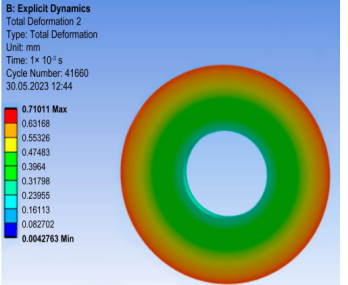 B: Explicit Dynamics
Total Deformation 2
Type: Total Deformation
Unit: mm
Time: 1× 10⁻³ s
Cycle Number: 41660
30.05.2023 12:44
0.71011 Max
0.63168
0.55326
0.47483
0.3964
0.31798
0.23955
0.16113
0.082702
0.0042763 Min